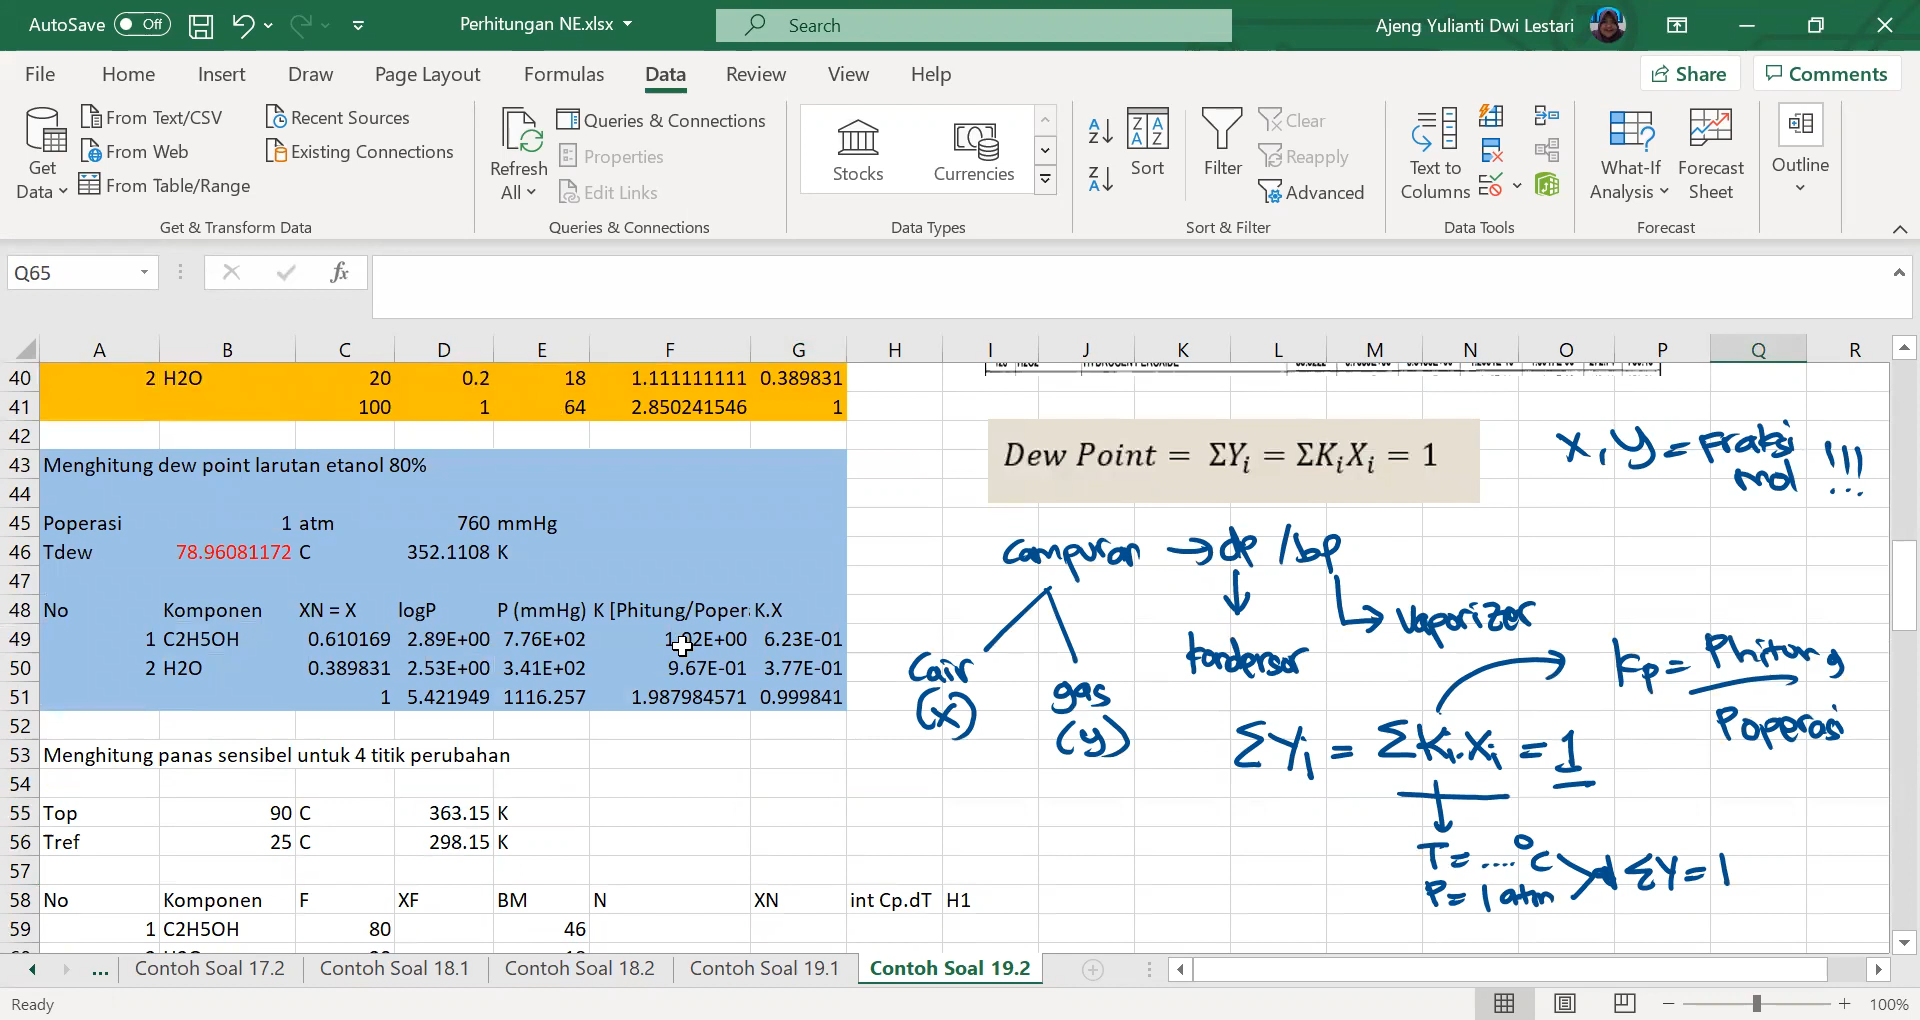 AutoSave Off Perhitungan NE.xlsx Search Ajeng Yulianti Dwi Lestari
File Home Insert Draw Page Layout Formulas Data Review View Help Share Comments
Get Data
From Text/CSV
From Web
From Table/Range
Recent Sources
Existing Connections
Get & Transform Data
Refresh All
Queries & Connections
Properties
Edit Links
Queries & Connections
Stocks
Currencies
Data Types
Sort
Filter
Clear
Reapply
Advanced
Sort & Filter
Text to Columns
Data Tools
What-If Analysis
Forecast Sheet
Forecast
Outline
Q65 fx
A B C D E F G H I J K L M N O P Q R
40 2 H2O 20 0.2 18 1.111111111 0.389831
41 100 1 64 2.850241546 1
42
43 Menghitung dew point larutan etanol 80%
44
45 Poperasi 1 atm 760 mmHg
46 Tdew 78.96081172 C 352.1108 K
47
48 No Komponen XN = X logP P (mmHg) K [Phitung/Popera K.X
49 1 C2H5OH 0.610169 2.89E+00 7.76E+02 1.02E+00 6.23E-01
50 2 H2O 0.389831 2.53E+00 3.41E+02 9.67E-01 3.77E-01
51 1 5.421949 1116.257 1.987984571 0.999841
52
53 Menghitung panas sensibel untuk 4 titik perubahan
54
55 Top 90 C 363.15 K
56 Tref 25 C 298.15 K
57
58 No Komponen F XF BM N XN int Cp.dT H1
59 1 C2H5OH 80 46
Dew Point = ΣYᵢ = ΣKᵢXᵢ = 1
X, Y = Fraksi mol !!!
Campuran → dp / bp
Cair (X)
gas (y)
kondensor
Vaporizer
Kp = Phitung / Poperasi
ΣYi = ΣKi.Xi = 1
T = .... °C
P = 1 atm
ΣY = 1
... Contoh Soal 17.2 Contoh Soal 18.1 Contoh Soal 18.2 Contoh Soal 19.1 Contoh Soal 19.2
Ready 100%